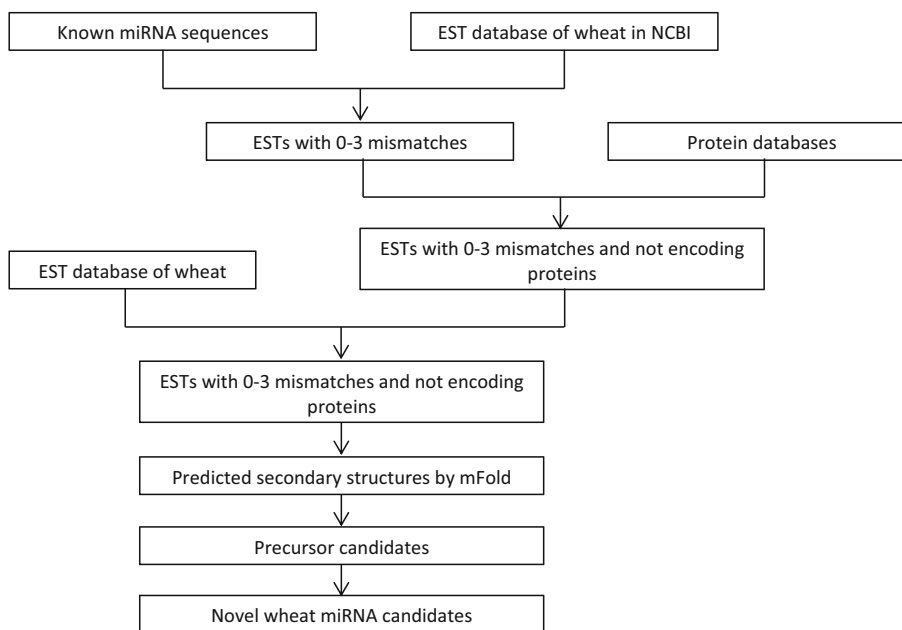 Known miRNA sequences
EST database of wheat in NCBI
ESTs with 0-3 mismatches
Protein databases
ESTs with 0-3 mismatches and not encoding
proteins
EST database of wheat
ESTs with 0-3 mismatches and not encoding
proteins
Predicted secondary structures by mFold
Precursor candidates
Novel wheat miRNA candidates